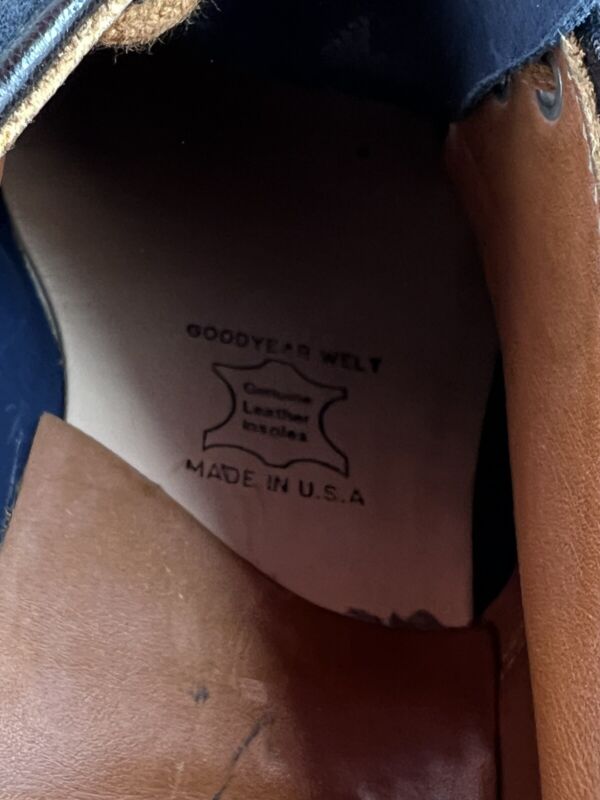 GOODYEAR WELT
Genuine
Leather
Insoles
MADE IN U.S.A